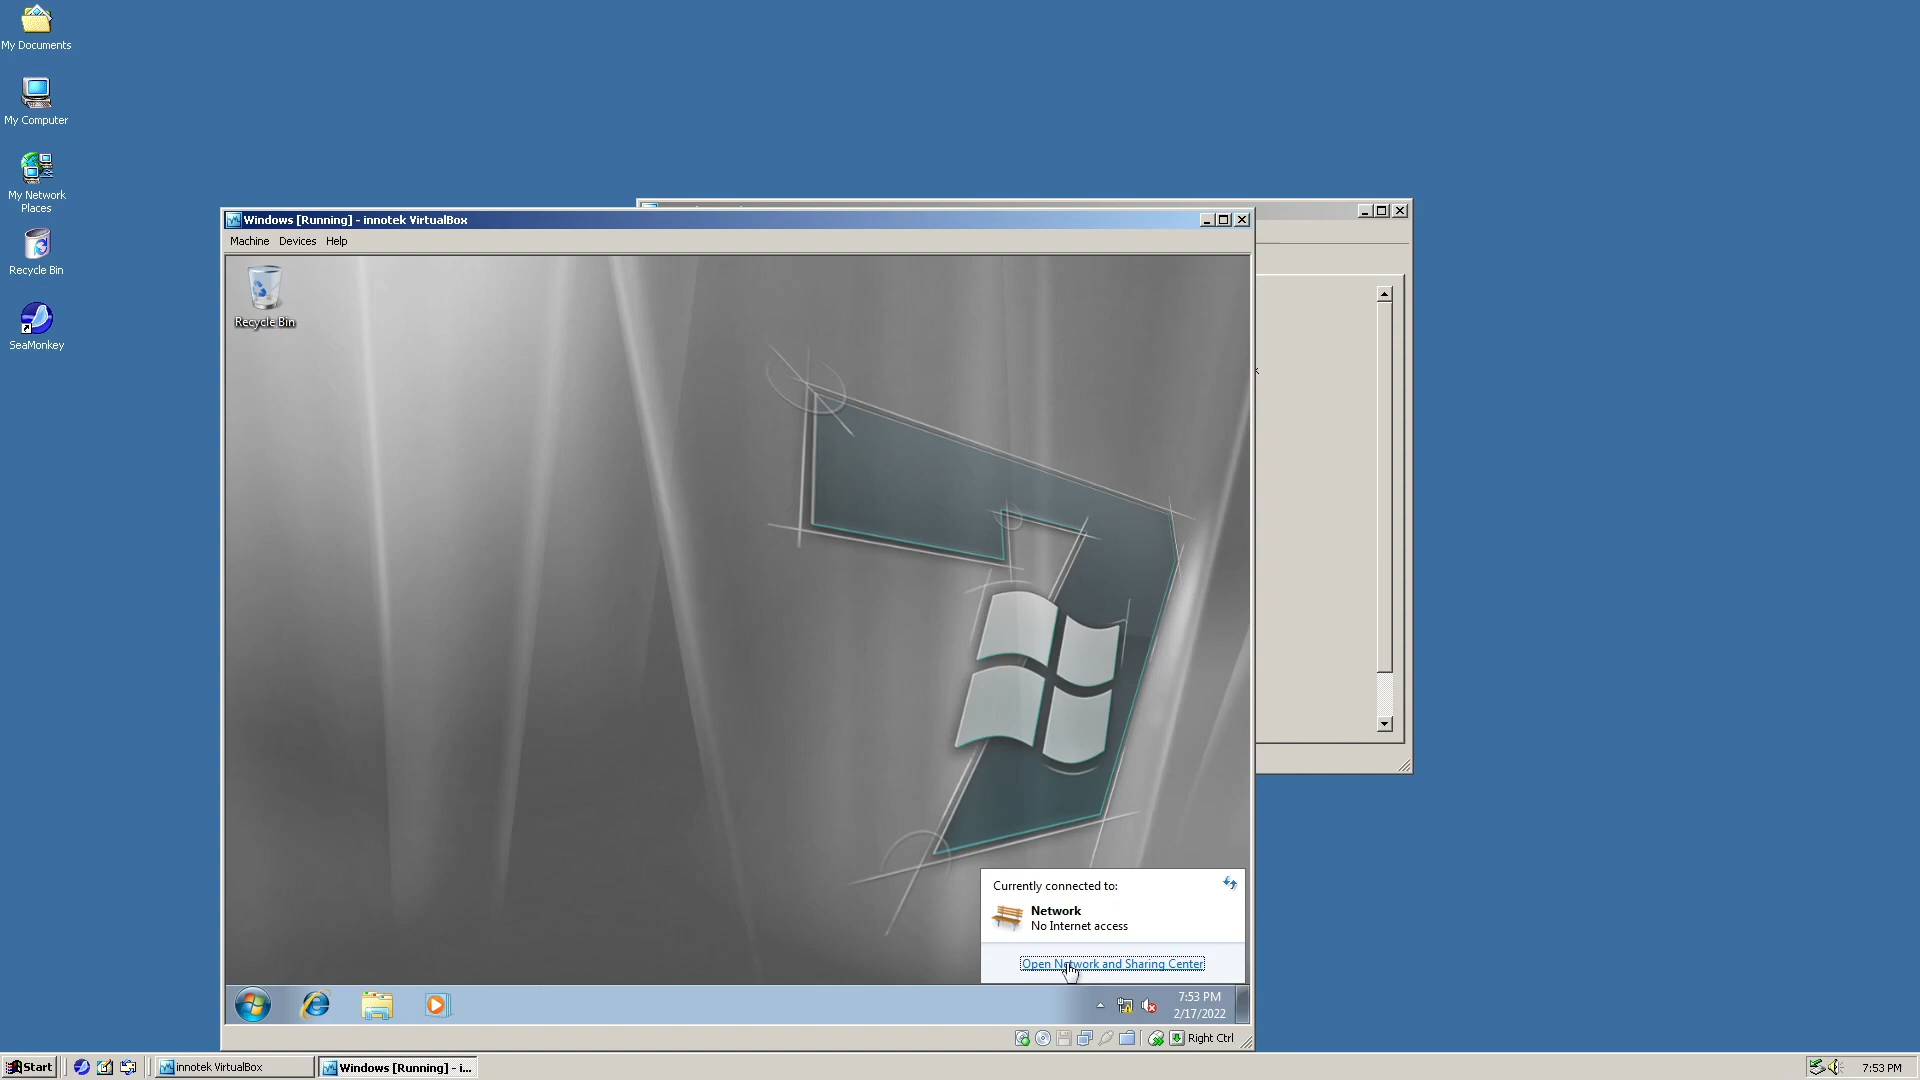 My Documents
My Computer
My Network
Places
Recycle Bin
SeaMonkey
Windows [Running] - innotek VirtualBox
Machine Devices Help
Recycle Bin
Currently connected to:
Network
No Internet access
Open Network and Sharing Center
7:53 PM
2/17/2022
Right Ctrl
Start
innotek VirtualBox
Windows [Running] - i...
7:53 PM